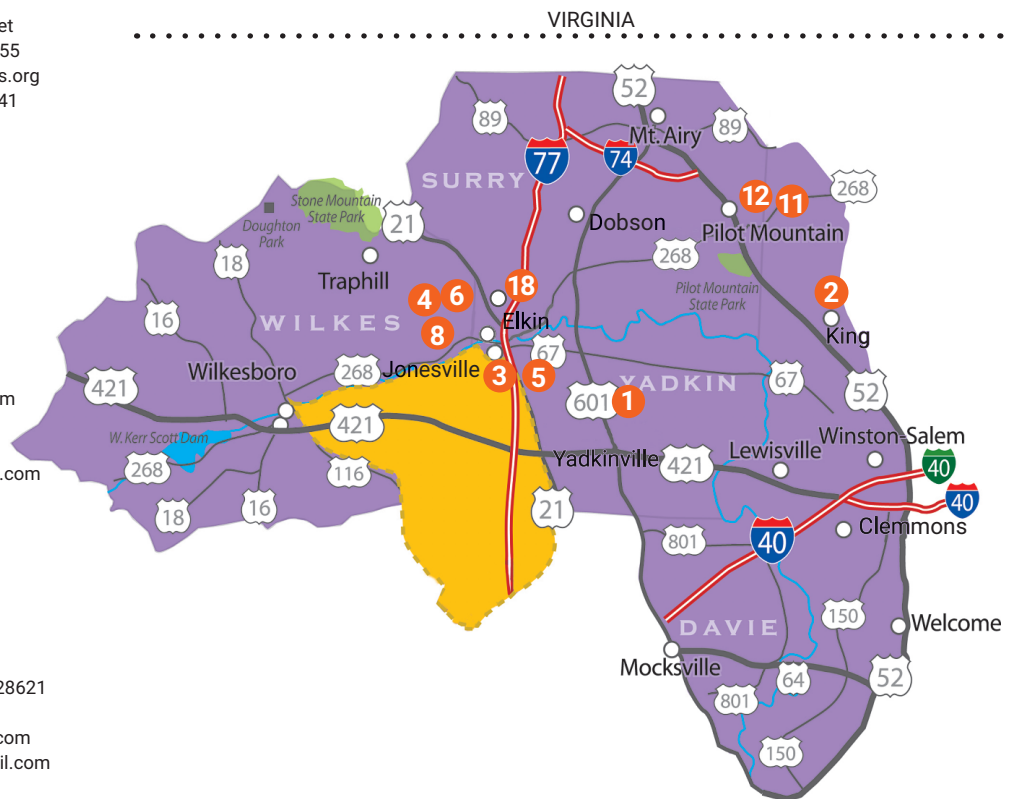 VIRGINIA
et
55
s.org
41
52
89
Mt. Airy
89
77
74
SURRY
12
11
268
Stone Mountain
State Park
Doughton
Park
21
Dobson
Pilot Mountain
18
268
Traphill
Pilot Mountain
State Park
4
6
18
2
16
WILKES
8
Elkin
King
Wilkesboro
268
Jonesville
67
3
5
YADKIN
67
421
601
1
52
m
421
W. Kerr Scott Dam
Yadkinville
421
Lewisville
Winston-Salem
40
268
116
.com
40
18
16
21
Clemmons
801
40
150
DAVIE
Welcome
Mocksville
64
52
28621
801
com
150
il.com